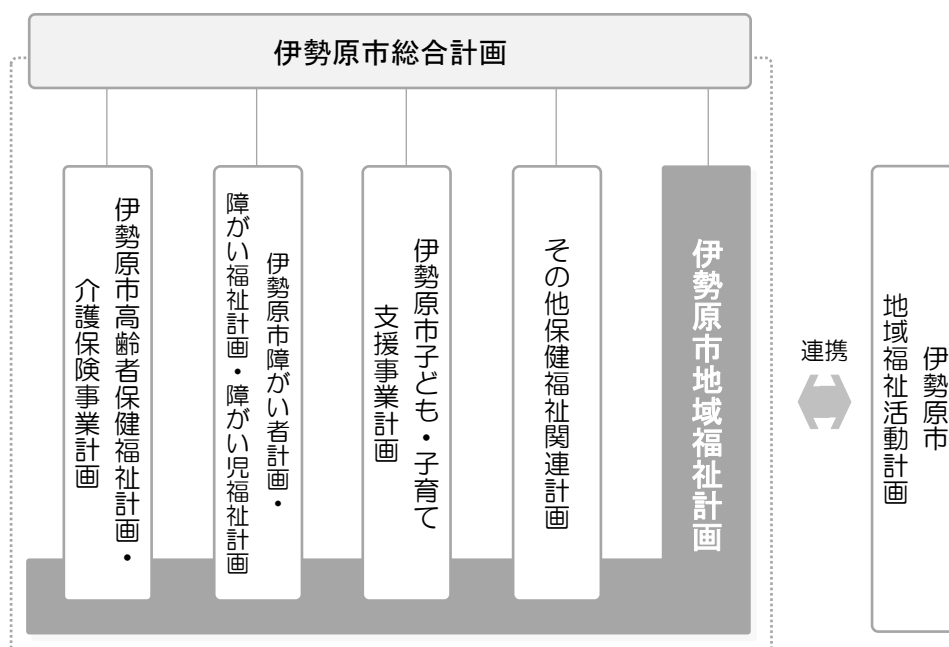 伊勢原市総合計画
伊勢原市高齢者保健福祉計画・
介護保険事業計画
伊勢原市障がい者計画・
障がい福祉計画・障がい児福祉計画
伊勢原市子ども・子育て
支援事業計画
その他保健福祉関連計画
伊勢原市地域福祉計画
連携
伊勢原市
地域福祉活動計画